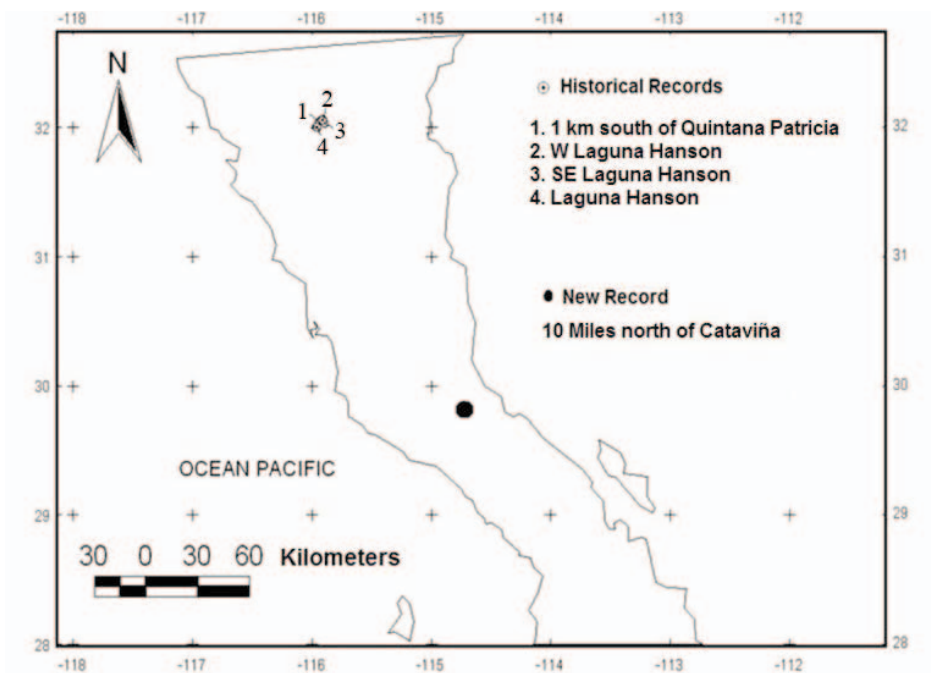 -118 -117 -116 -115 -114 -113 -112
N
Historical Records
1. 1 km south of Quintana Patricia
2. W Laguna Hanson
3. SE Laguna Hanson
4. Laguna Hanson
1 2
3
4
32 32
31 31
New Record
10 Miles north of Cataviña
30 30
OCEAN PACIFIC
29 29
30 0 30 60 Kilometers
28 28
-118 -117 -116 -115 -114 -113 -112